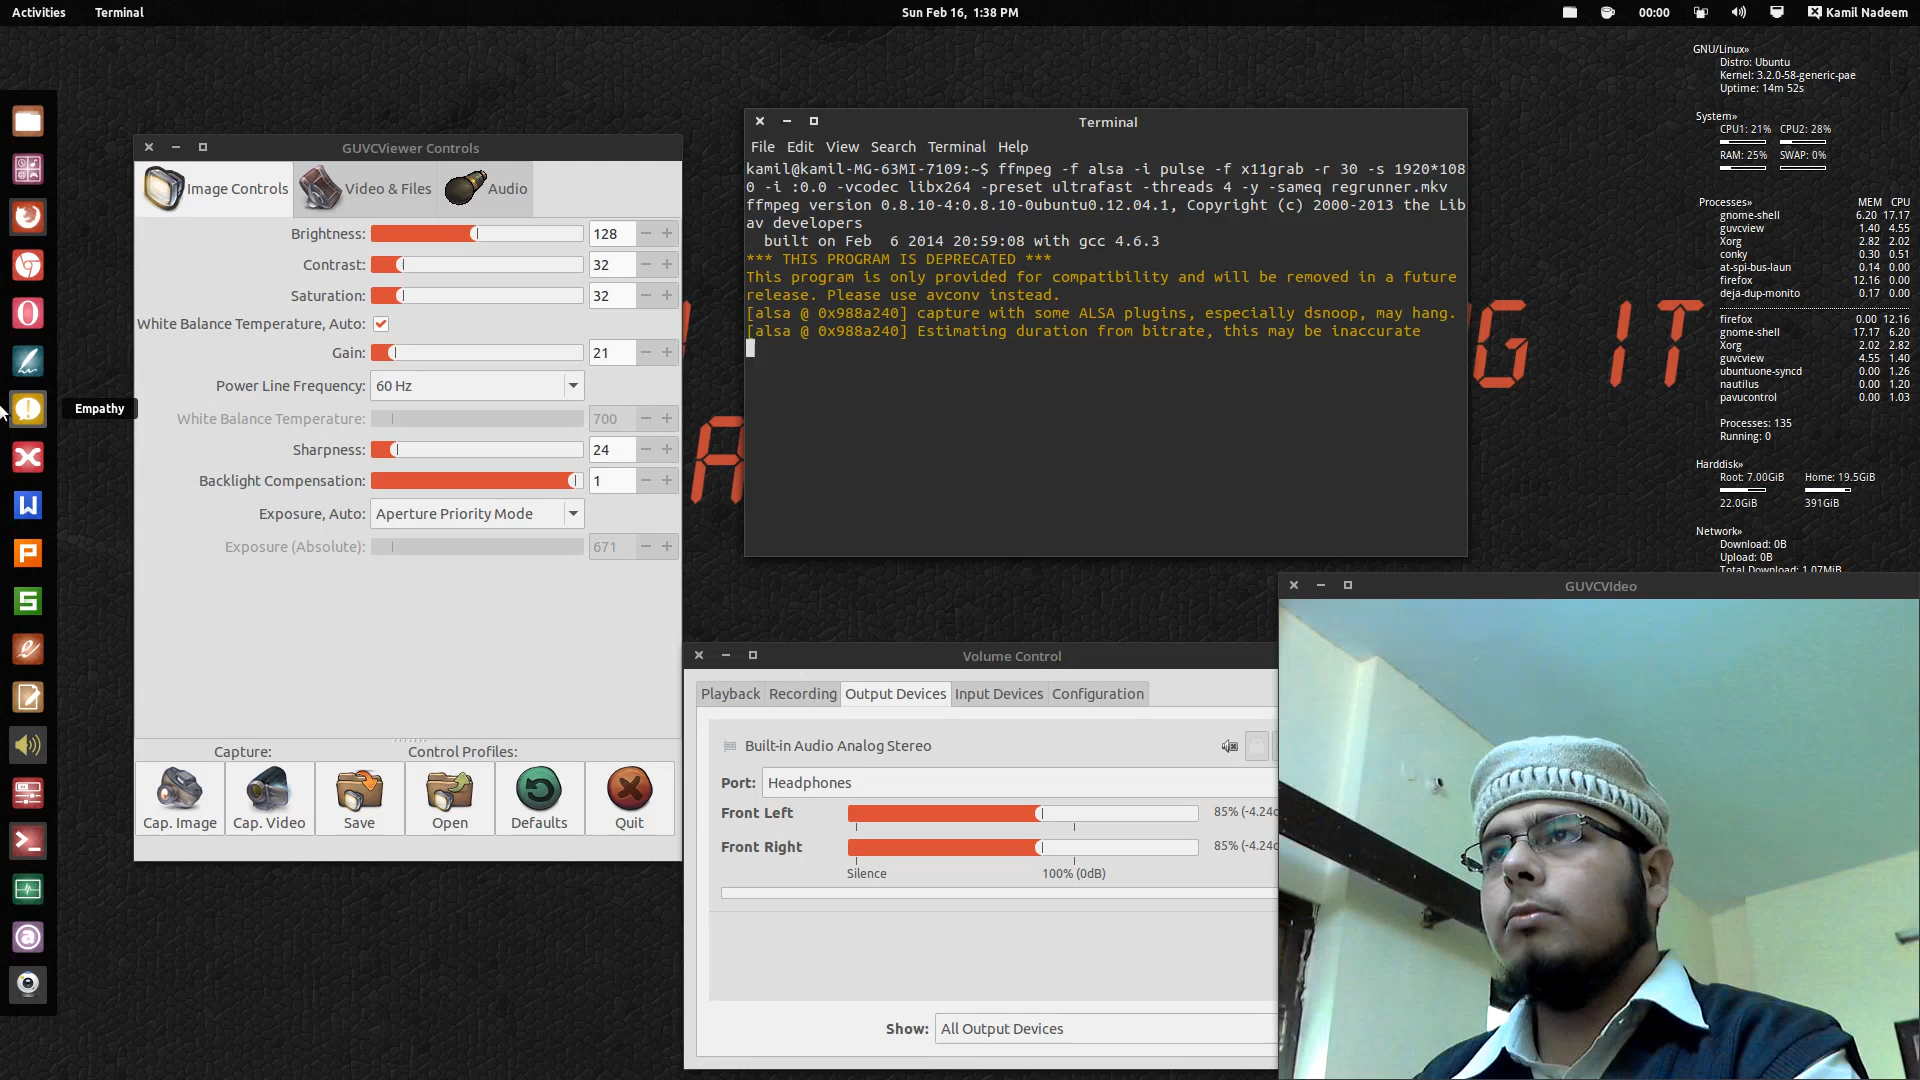 Activities Terminal Sun Feb 16, 1:38 PM 00:00 Kamil Nadeem
Empathy
GUVCViewer Controls
Image Controls Video & Files Audio
Brightness: 128
Contrast: 32
Saturation: 32
White Balance Temperature, Auto:
Gain: 21
Power Line Frequency: 60 Hz
White Balance Temperature: 700
Sharpness: 24
Backlight Compensation: 1
Exposure, Auto: Aperture Priority Mode
Exposure (Absolute): 671
Capture: Control Profiles:
Cap. Image Cap. Video Save Open Defaults Quit
Terminal
File Edit View Search Terminal Help
kamil@kamil-MG-63MI-7109:~$ ffmpeg -f alsa -i pulse -f x11grab -r 30 -s 1920*108
0 -i :0.0 -vcodec libx264 -preset ultrafast -threads 4 -y -sameq regrunner.mkv
ffmpeg version 0.8.10-4:0.8.10-0ubuntu0.12.04.1, Copyright (c) 2000-2013 the Lib
av developers
built on Feb  6 2014 20:59:08 with gcc 4.6.3
*** THIS PROGRAM IS DEPRECATED ***
This program is only provided for compatibility and will be removed in a future
release. Please use avconv instead.
[alsa @ 0x988a240] capture with some ALSA plugins, especially dsnoop, may hang.
[alsa @ 0x988a240] Estimating duration from bitrate, this may be inaccurate
G IT
A
Volume Control
Playback Recording Output Devices Input Devices Configuration
Built-in Audio Analog Stereo
Port: Headphones
Front Left 85% (-4.24
Front Right 85% (-4.24
Silence 100% (0dB)
Show: All Output Devices
GUVCVIdeo
GNU/Linux»
Distro: Ubuntu
Kernel: 3.2.0-58-generic-pae
Uptime: 14m 52s
System»
CPU1: 21% CPU2: 28%
RAM: 25% SWAP: 0%
Processes» MEM CPU
gnome-shell 6.20 17.17
guvcview 1.40 4.55
Xorg 2.82 2.02
conky 0.30 0.51
at-spi-bus-laun 0.14 0.00
firefox 12.16 0.00
deja-dup-monito 0.17 0.00
firefox 0.00 12.16
gnome-shell 17.17 6.20
Xorg 2.02 2.82
guvcview 4.55 1.40
ubuntuone-syncd 0.00 1.26
nautilus 0.00 1.20
pavucontrol 0.00 1.03
Processes: 135
Running: 0
Harddisk»
Root: 7.00GiB Home: 19.5GiB
22.0GiB 391GiB
Network»
Download: 0B
Upload: 0B
Total Download: 1.07MiB